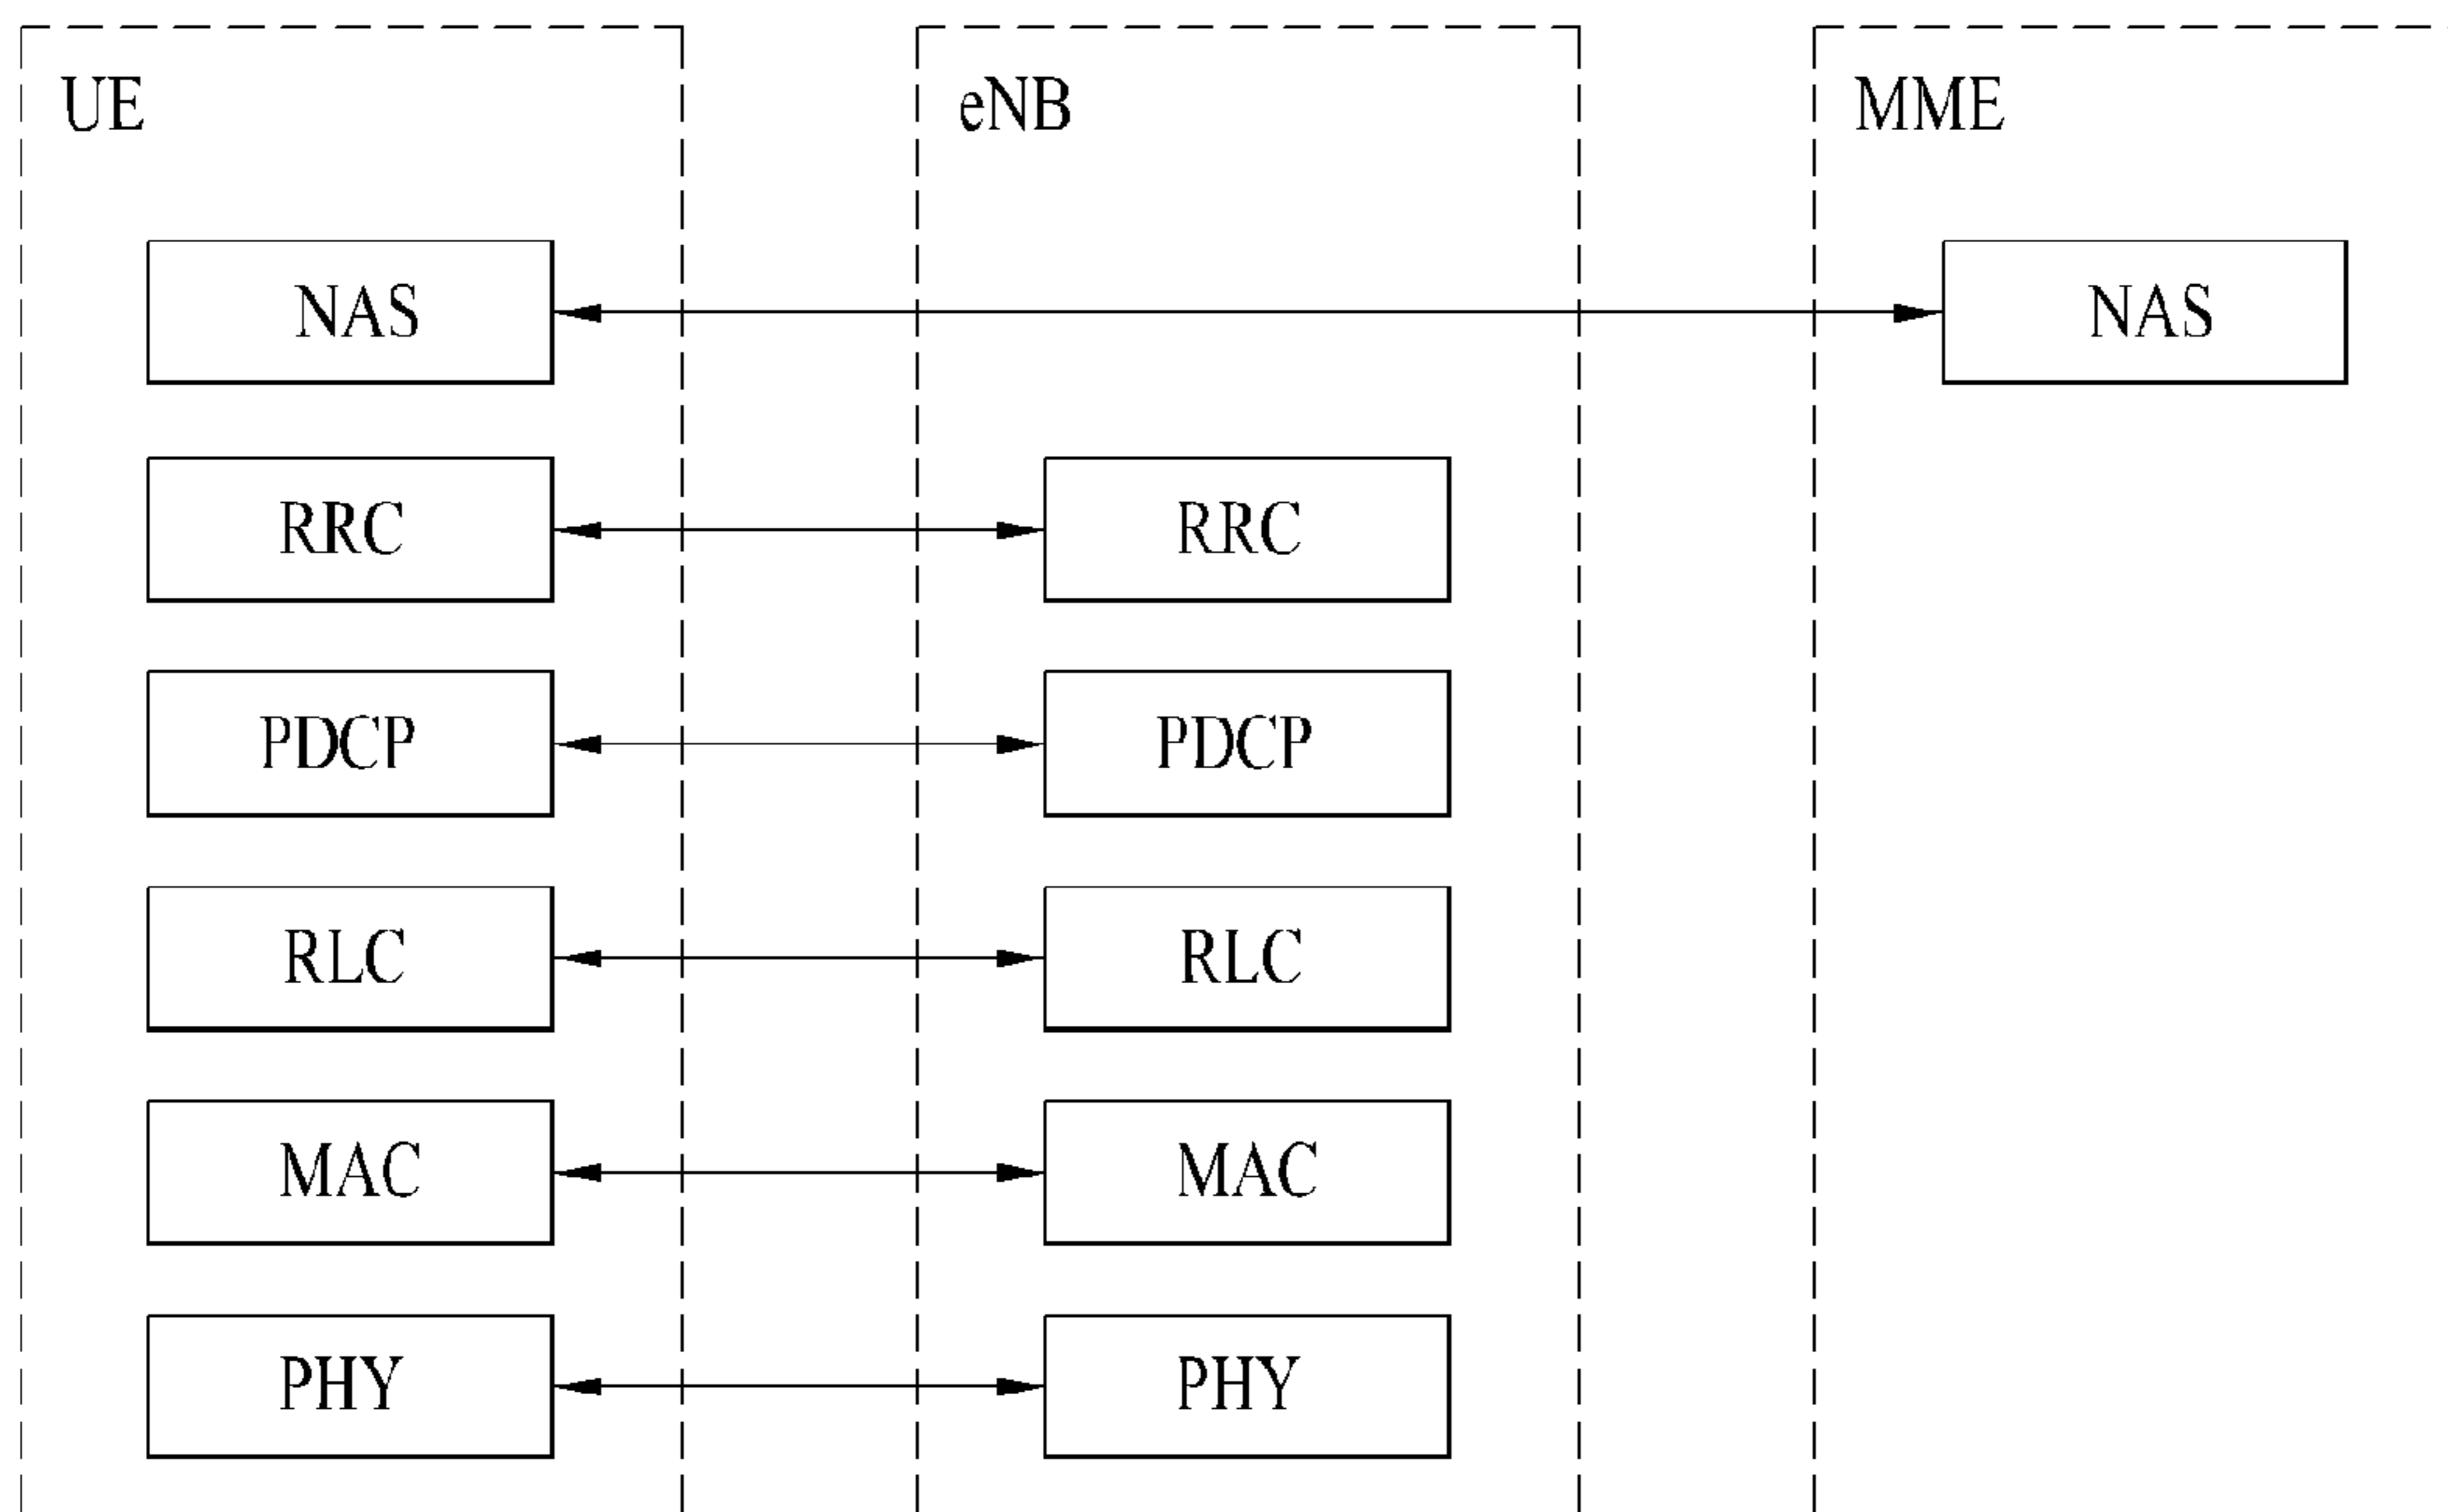 UE eNB MME
NAS NAS
RRC RRC
PDCP PDCP
RLC RLC
MAC MAC
PHY PHY